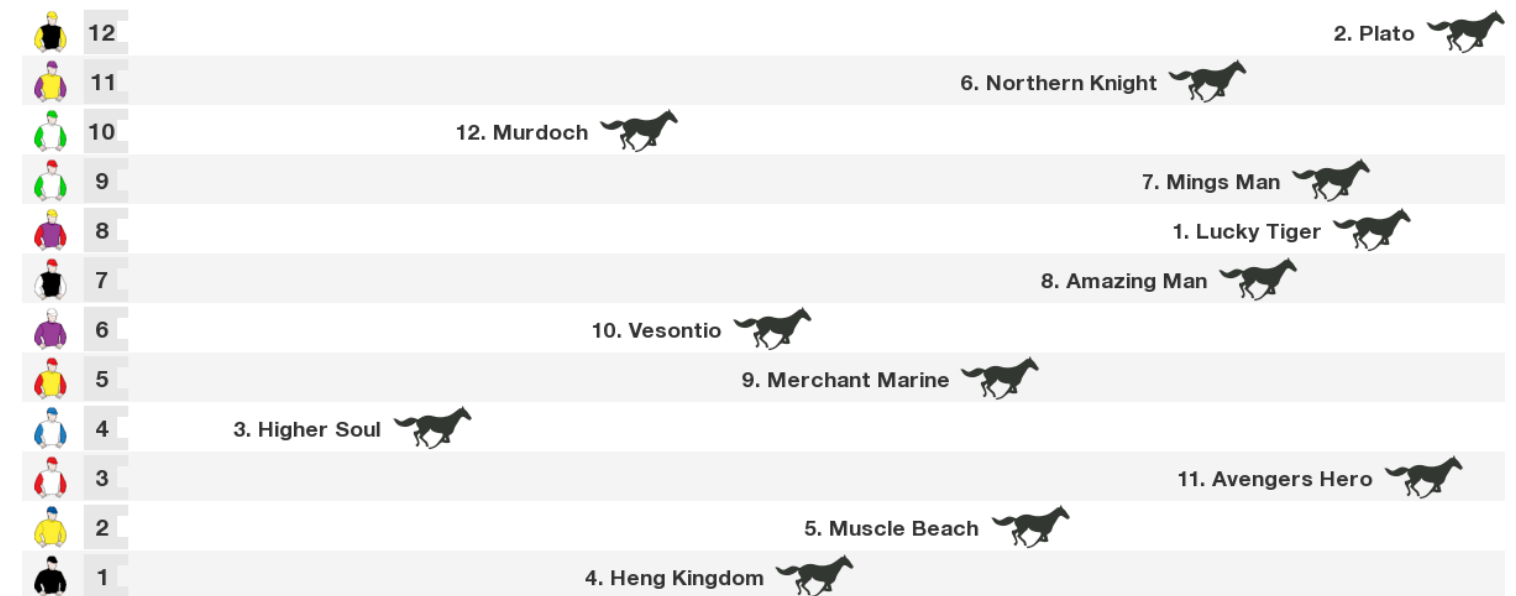 12 2. Plato
11 6. Northern Knight
10 12. Murdoch
9 7. Mings Man
8 1. Lucky Tiger
7 8. Amazing Man
6 10. Vesontio
5 9. Merchant Marine
4 3. Higher Soul
3 11. Avengers Hero
2 5. Muscle Beach
1 4. Heng Kingdom